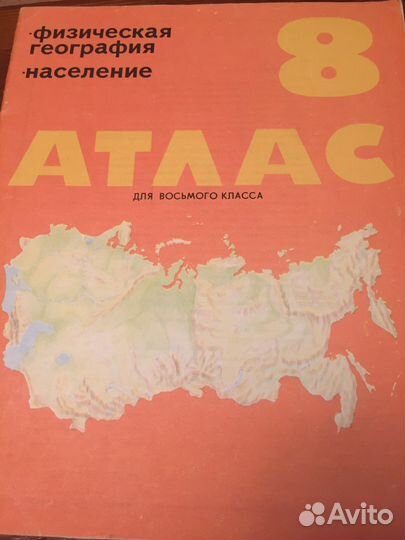 ·физическая
география
·население
8
АТЛАС
ДЛЯ ВОСЬМОГО КЛАССА
Avito